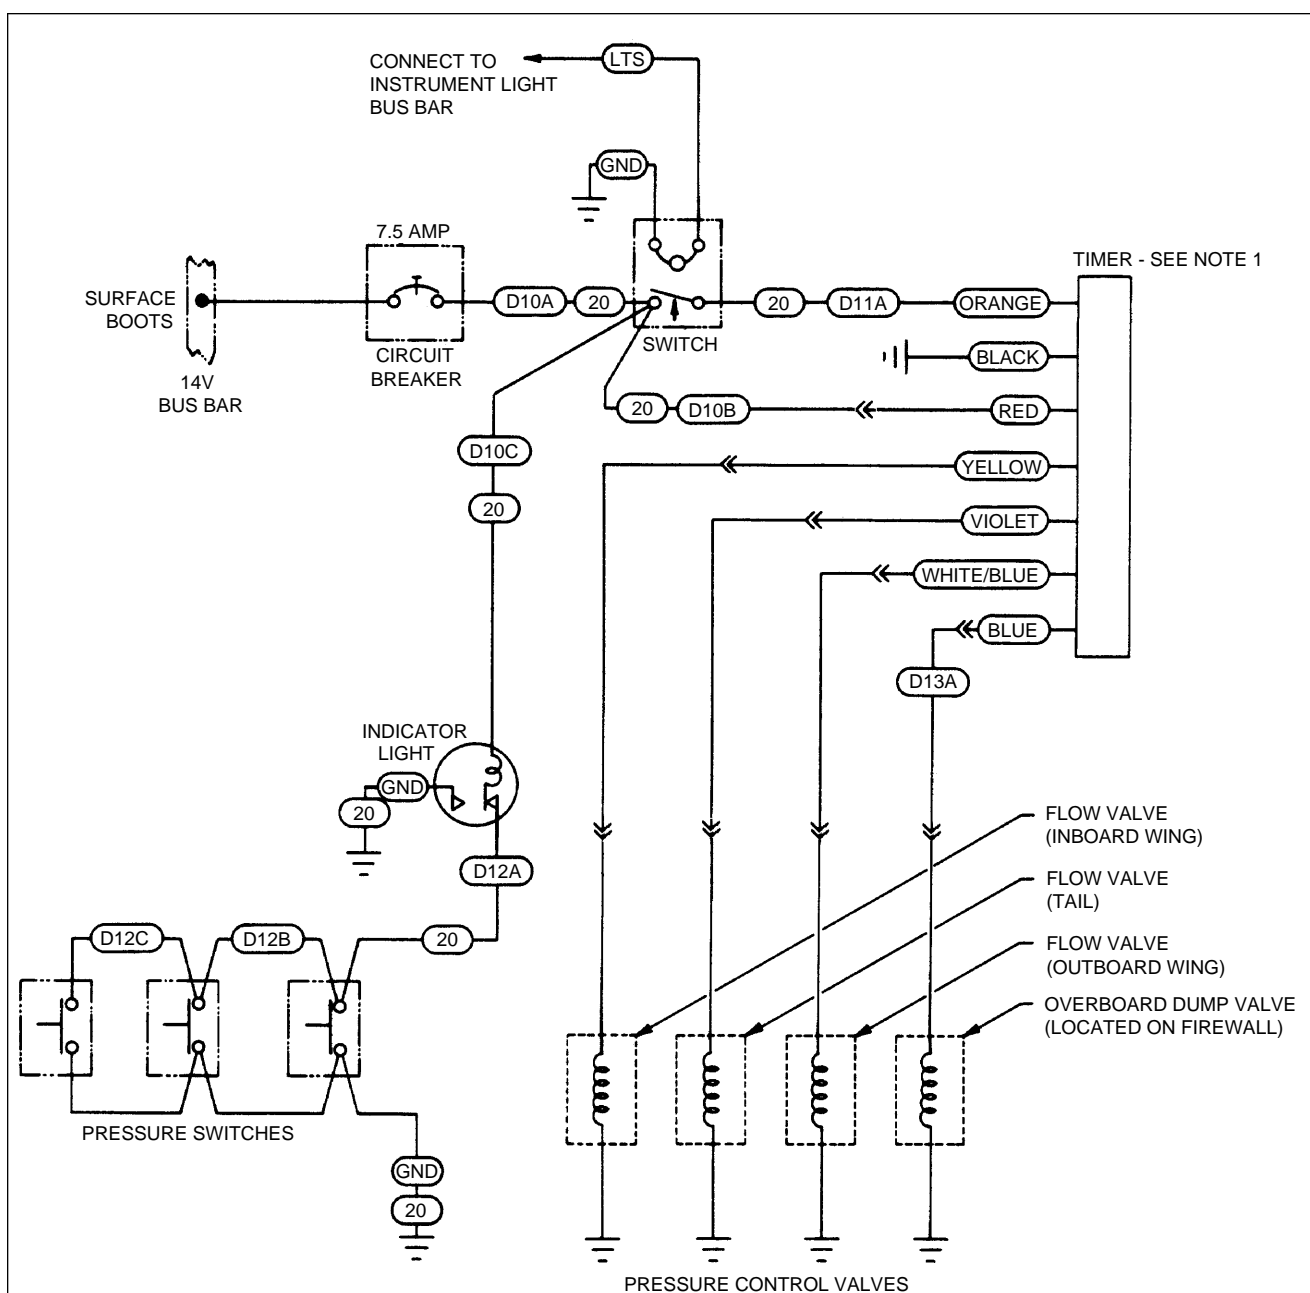 CONNECT TO
INSTRUMENT LIGHT
BUS BAR
LTS
GND
7.5 AMP
TIMER - SEE NOTE 1
SURFACE
BOOTS
D10A
20
20
D11A
ORANGE
SWITCH
CIRCUIT
BREAKER
14V
BUS BAR
BLACK
20
D10B
RED
D10C
YELLOW
20
VIOLET
WHITE/BLUE
BLUE
D13A
INDICATOR
LIGHT
GND
20
D12A
FLOW VALVE
(INBOARD WING)
FLOW VALVE
(TAIL)
FLOW VALVE
(OUTBOARD WING)
OVERBOARD DUMP VALVE
(LOCATED ON FIREWALL)
D12C
D12B
20
PRESSURE SWITCHES
GND
20
PRESSURE CONTROL VALVES